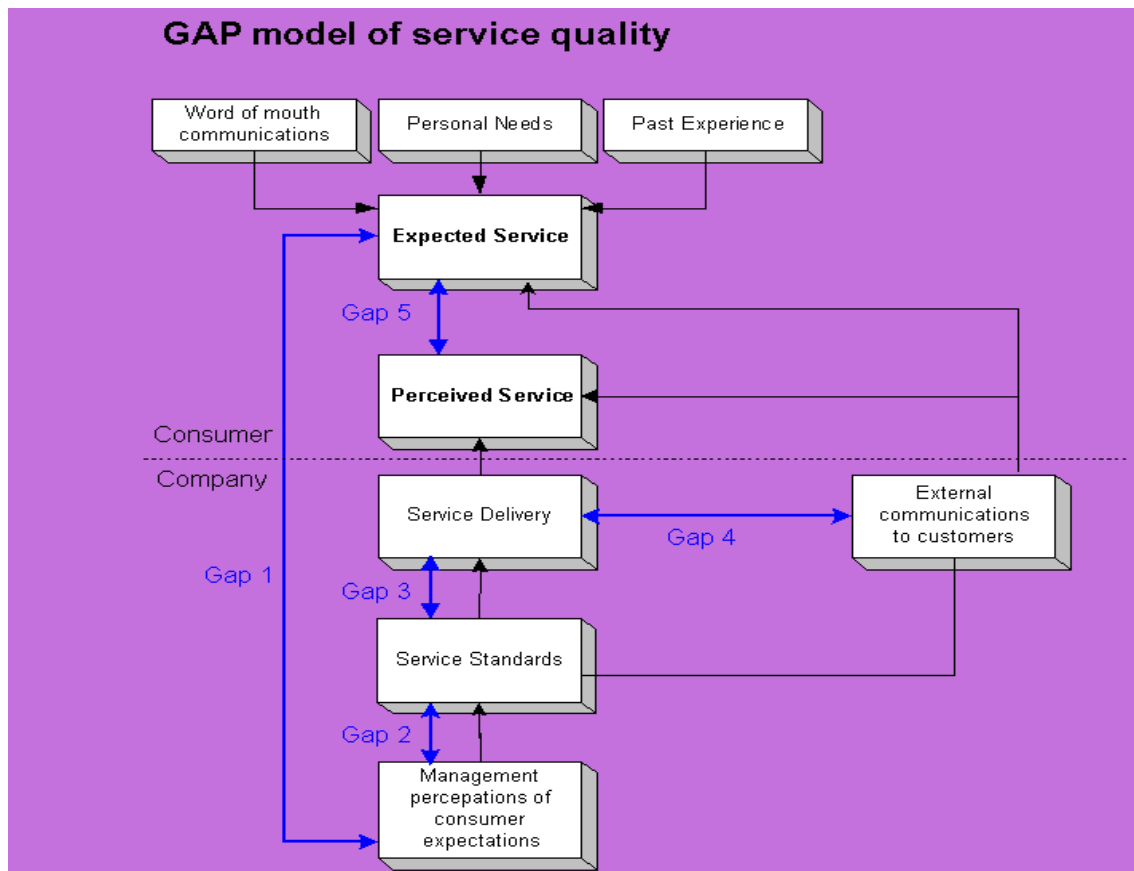 GAP model of service quality
Word of mouth
communications
Personal Needs
Past Experience
Expected Service
Gap 5
Perceived Service
Consumer
Company
Service Delivery
External
communications
to customers
Gap 4
Gap 1
Gap 3
Service Standards
Gap 2
Management
percepations of
consumer
expectations